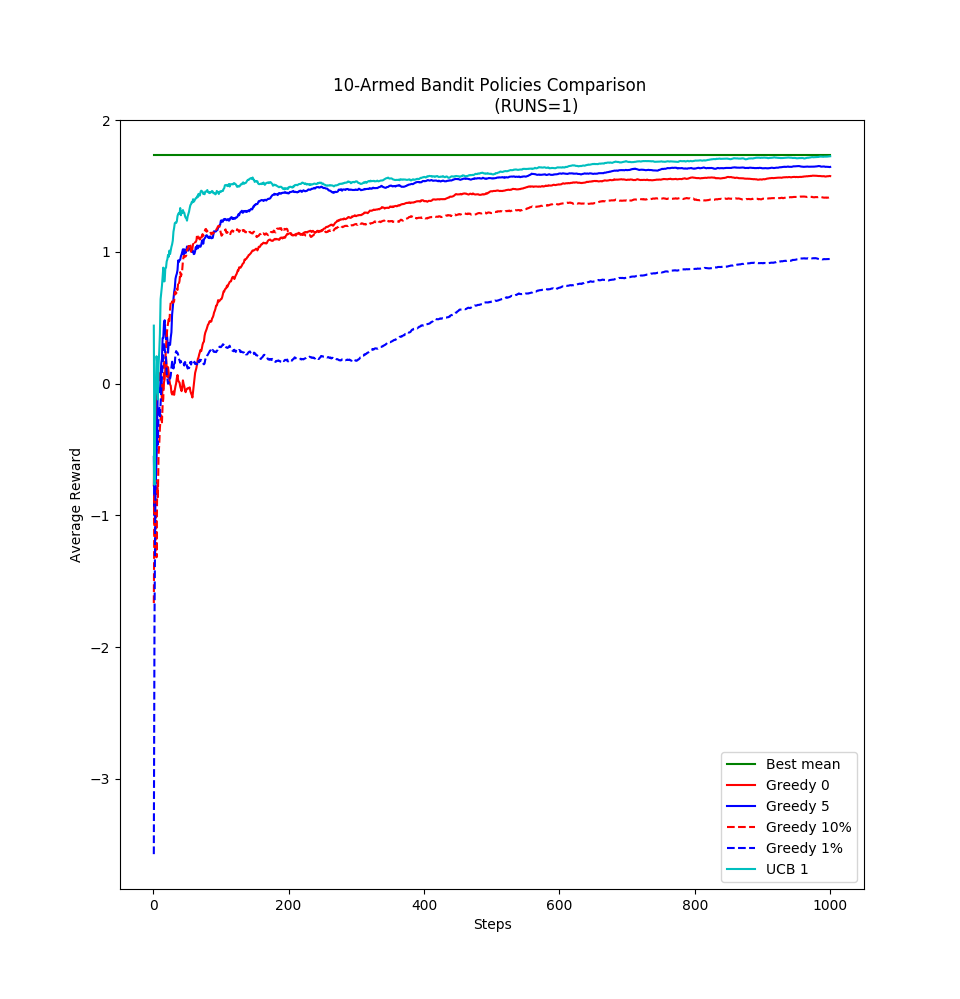 10-Armed Bandit Policies Comparison
(RUNS=1)
2
1
0
−1
−2
−3
Average Reward
0 200 400 600 800 1000
Steps
Best mean
Greedy 0
Greedy 5
Greedy 10%
Greedy 1%
UCB 1